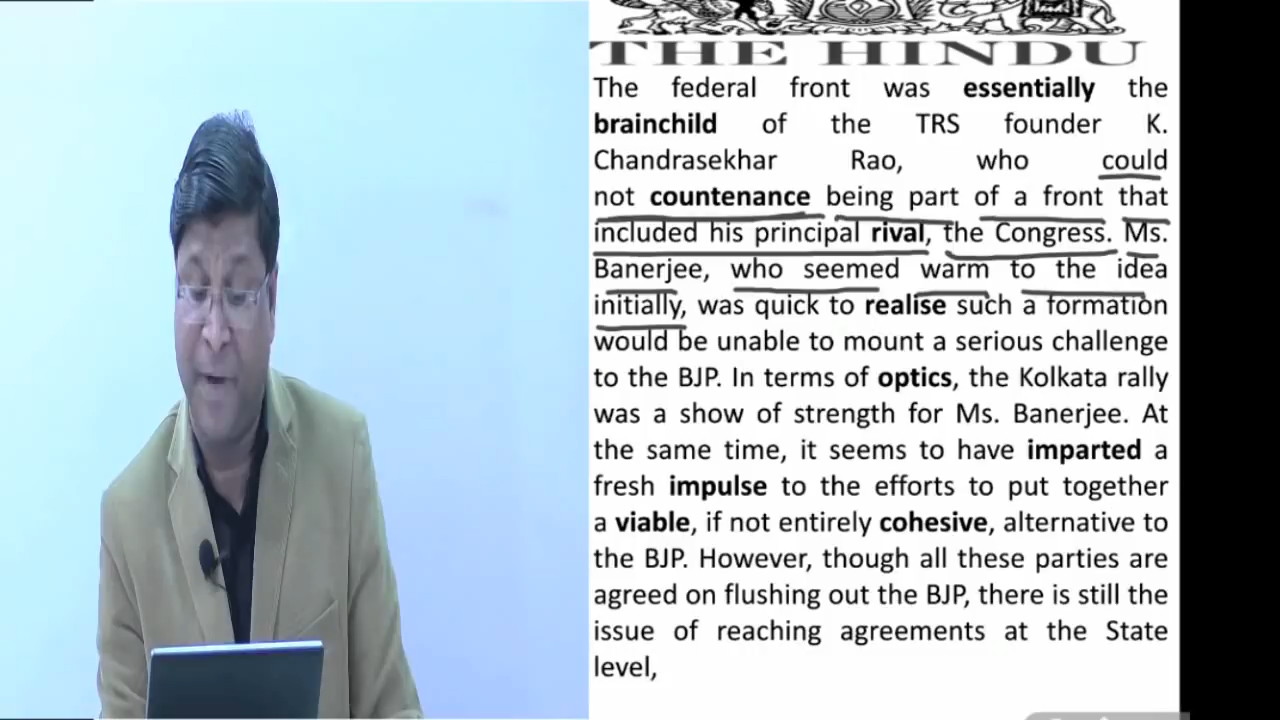 THE HINDU
The federal front was essentially the
brainchild of the TRS founder K.
Chandrasekhar Rao, who could
not countenance being part of a front that
included his principal rival, the Congress. Ms.
Banerjee, who seemed warm to the idea
initially, was quick to realise such a formation
would be unable to mount a serious challenge
to the BJP. In terms of optics, the Kolkata rally
was a show of strength for Ms. Banerjee. At
the same time, it seems to have imparted a
fresh impulse to the efforts to put together
a viable, if not entirely cohesive, alternative to
the BJP. However, though all these parties are
agreed on flushing out the BJP, there is still the
issue of reaching agreements at the State
level,